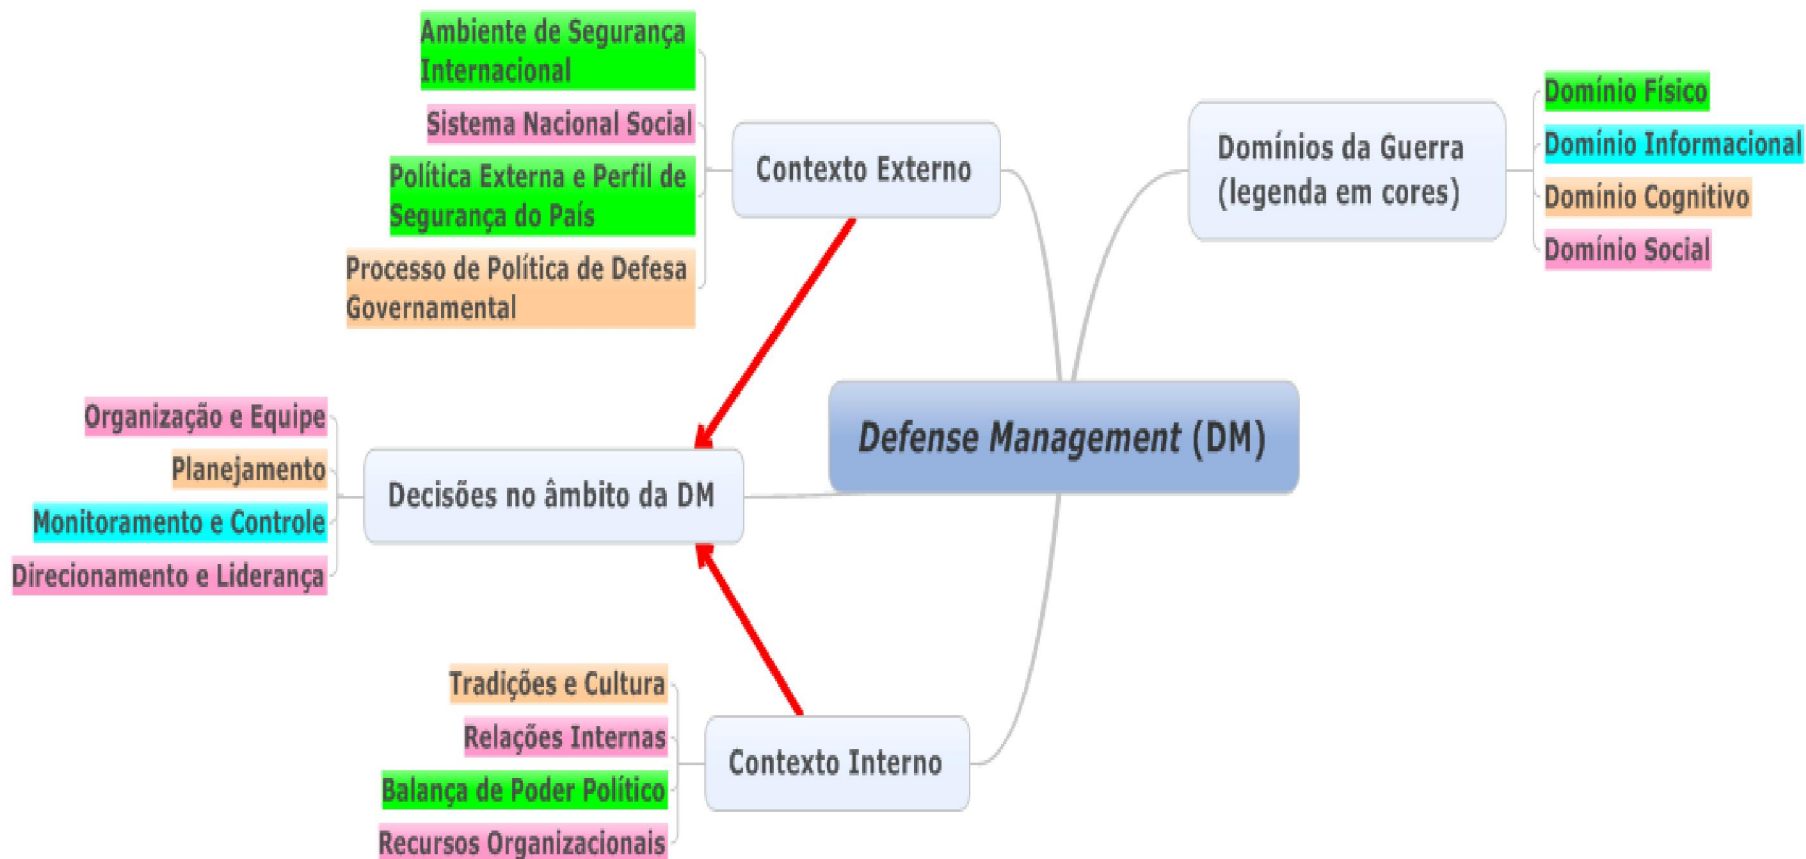 Ambiente de Segurança
Internacional
Sistema Nacional Social
Política Externa e Perfil de
Segurança do País
Processo de Política de Defesa
Governamental
Contexto Externo
Domínios da Guerra
(legenda em cores)
Domínio Físico
Domínio Informacional
Domínio Cognitivo
Domínio Social
Defense Management (DM)
Organização e Equipe
Planejamento
Monitoramento e Controle
Direcionamento e Liderança
Decisões no âmbito da DM
Tradições e Cultura
Relações Internas
Balança de Poder Político
Recursos Organizacionais
Contexto Interno